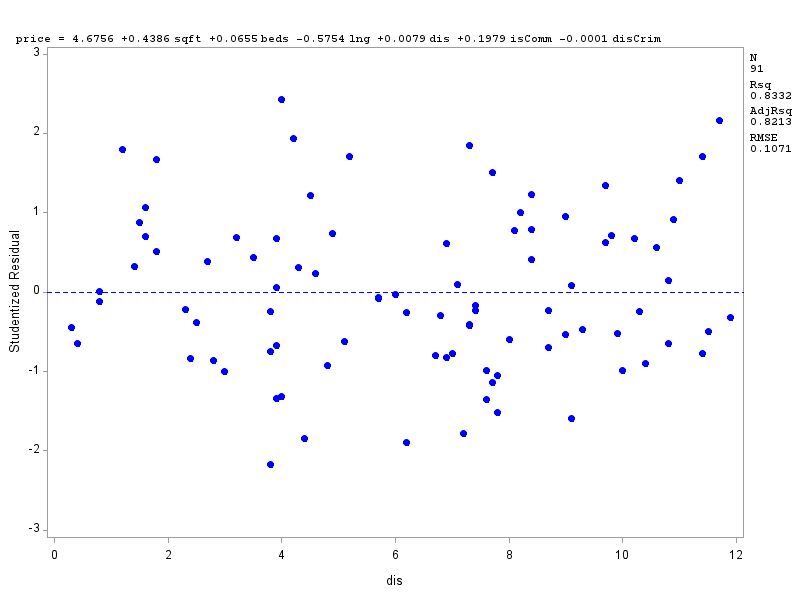 price = 4.6756 +0.4386 sqft +0.0655 beds -0.5754 lng +0.0079 dis +0.1979 isComm -0.0001 disCrim
N
91
Rsq
0.8332
AdjRsq
0.8213
RMSE
0.1071
3
2
1
0
-1
-2
-3
Studentized Residual
0 2 4 6 8 10 12
dis